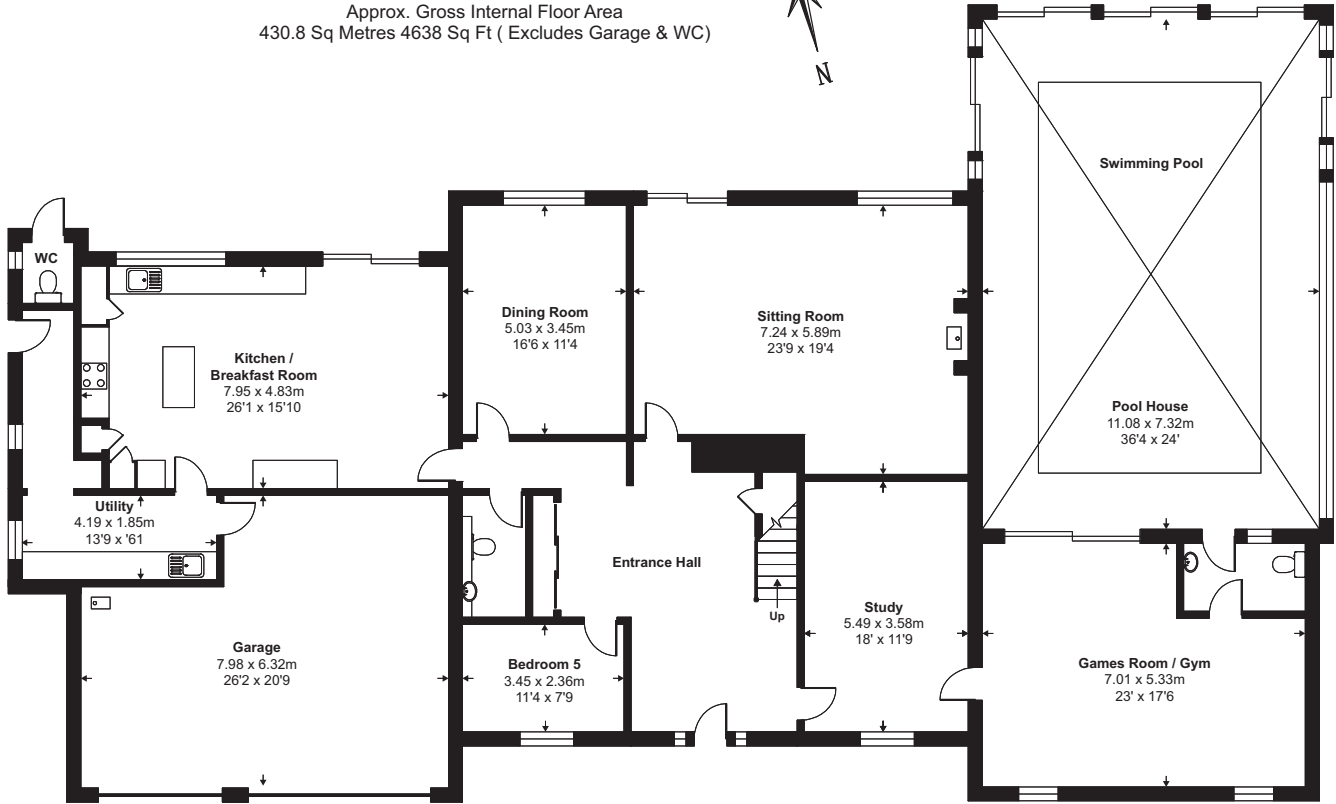 Approx. Gross Internal Floor Area
430.8 Sq Metres 4638 Sq Ft ( Excludes Garage & WC)
N
Swimming Pool
WC
Dining Room
5.03 x 3.45m
16'6 x 11'4
Sitting Room
7.24 x 5.89m
23'9 x 19'4
Kitchen /
Breakfast Room
7.95 x 4.83m
26'1 x 15'10
Pool House
11.08 x 7.32m
36'4 x 24'
Utility
4.19 x 1.85m
13'9 x '61
Entrance Hall
Up
Study
5.49 x 3.58m
18' x 11'9
Garage
7.98 x 6.32m
26'2 x 20'9
Bedroom 5
3.45 x 2.36m
11'4 x 7'9
Games Room / Gym
7.01 x 5.33m
23' x 17'6